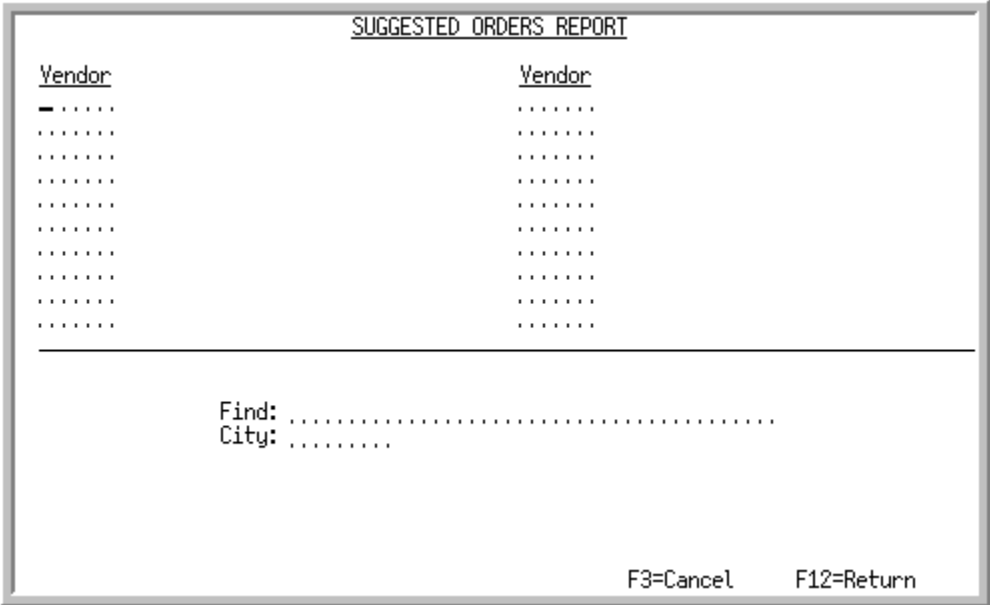 SUGGESTED ORDERS REPORT
Vendor Vendor
Find:
City:
F3=Cancel F12=Return